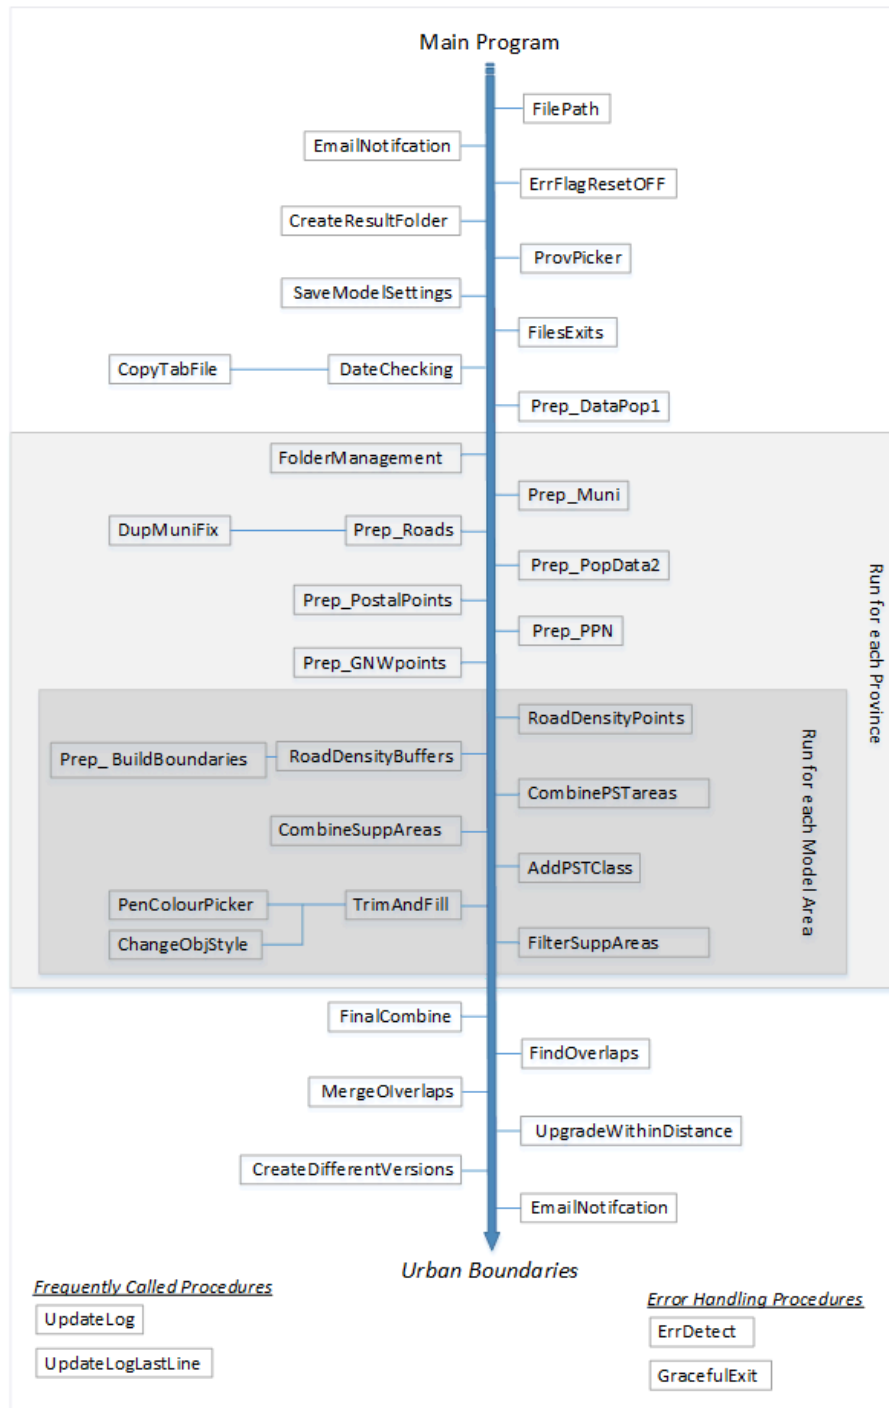 Main Program
FilePath
EmailNotifcation
ErrFlagResetOFF
CreateResultFolder
ProvPicker
SaveModelSettings
FilesExits
CopyTabFile
DateChecking
Prep_DataPop1
FolderManagement
Prep_Muni
DupMuniFix
Prep_Roads
Prep_PopData2
Prep_PostalPoints
Prep_PPN
Prep_GNWpoints
Run for each Province
RoadDensityPoints
Prep_ BuildBoundaries
RoadDensityBuffers
CombinePSTareas
CombineSuppAreas
Run for each Model Area
AddPSTClass
PenColourPicker
TrimAndFill
ChangeObjStyle
FilterSuppAreas
FinalCombine
FindOverlaps
MergeOlverlaps
UpgradeWithinDistance
CreateDifferentVersions
EmailNotifcation
Urban Boundaries
Frequently Called Procedures
UpdateLog
UpdateLogLastLine
Error Handling Procedures
ErrDetect
GracefulExit